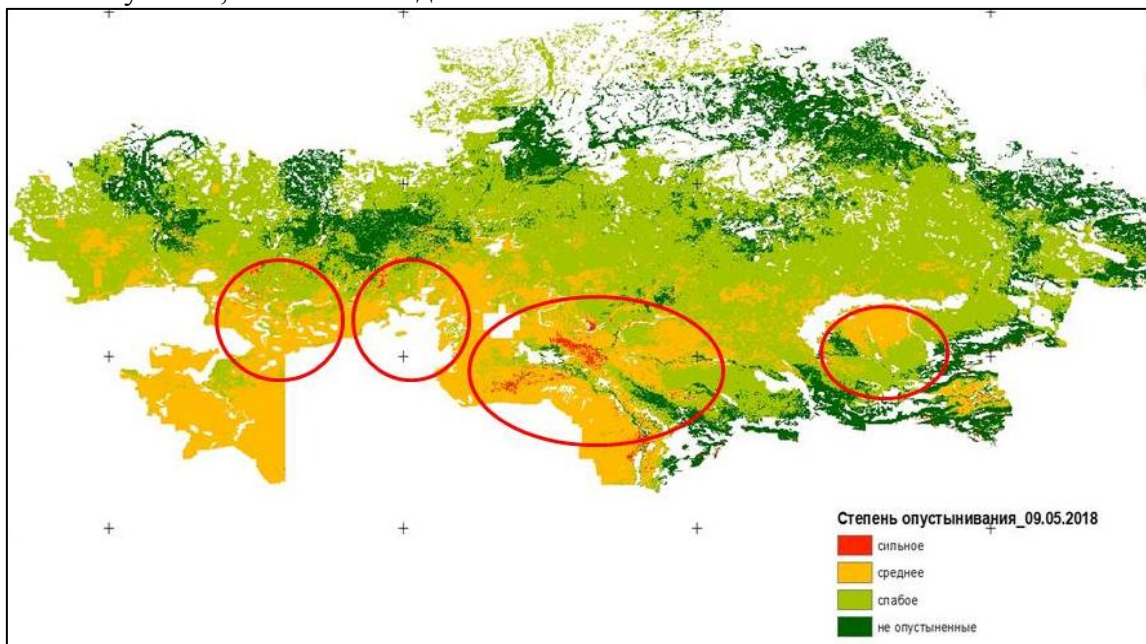 Степень опустынивания_09.05.2018
сильное
среднее
слабое
не опустыненные